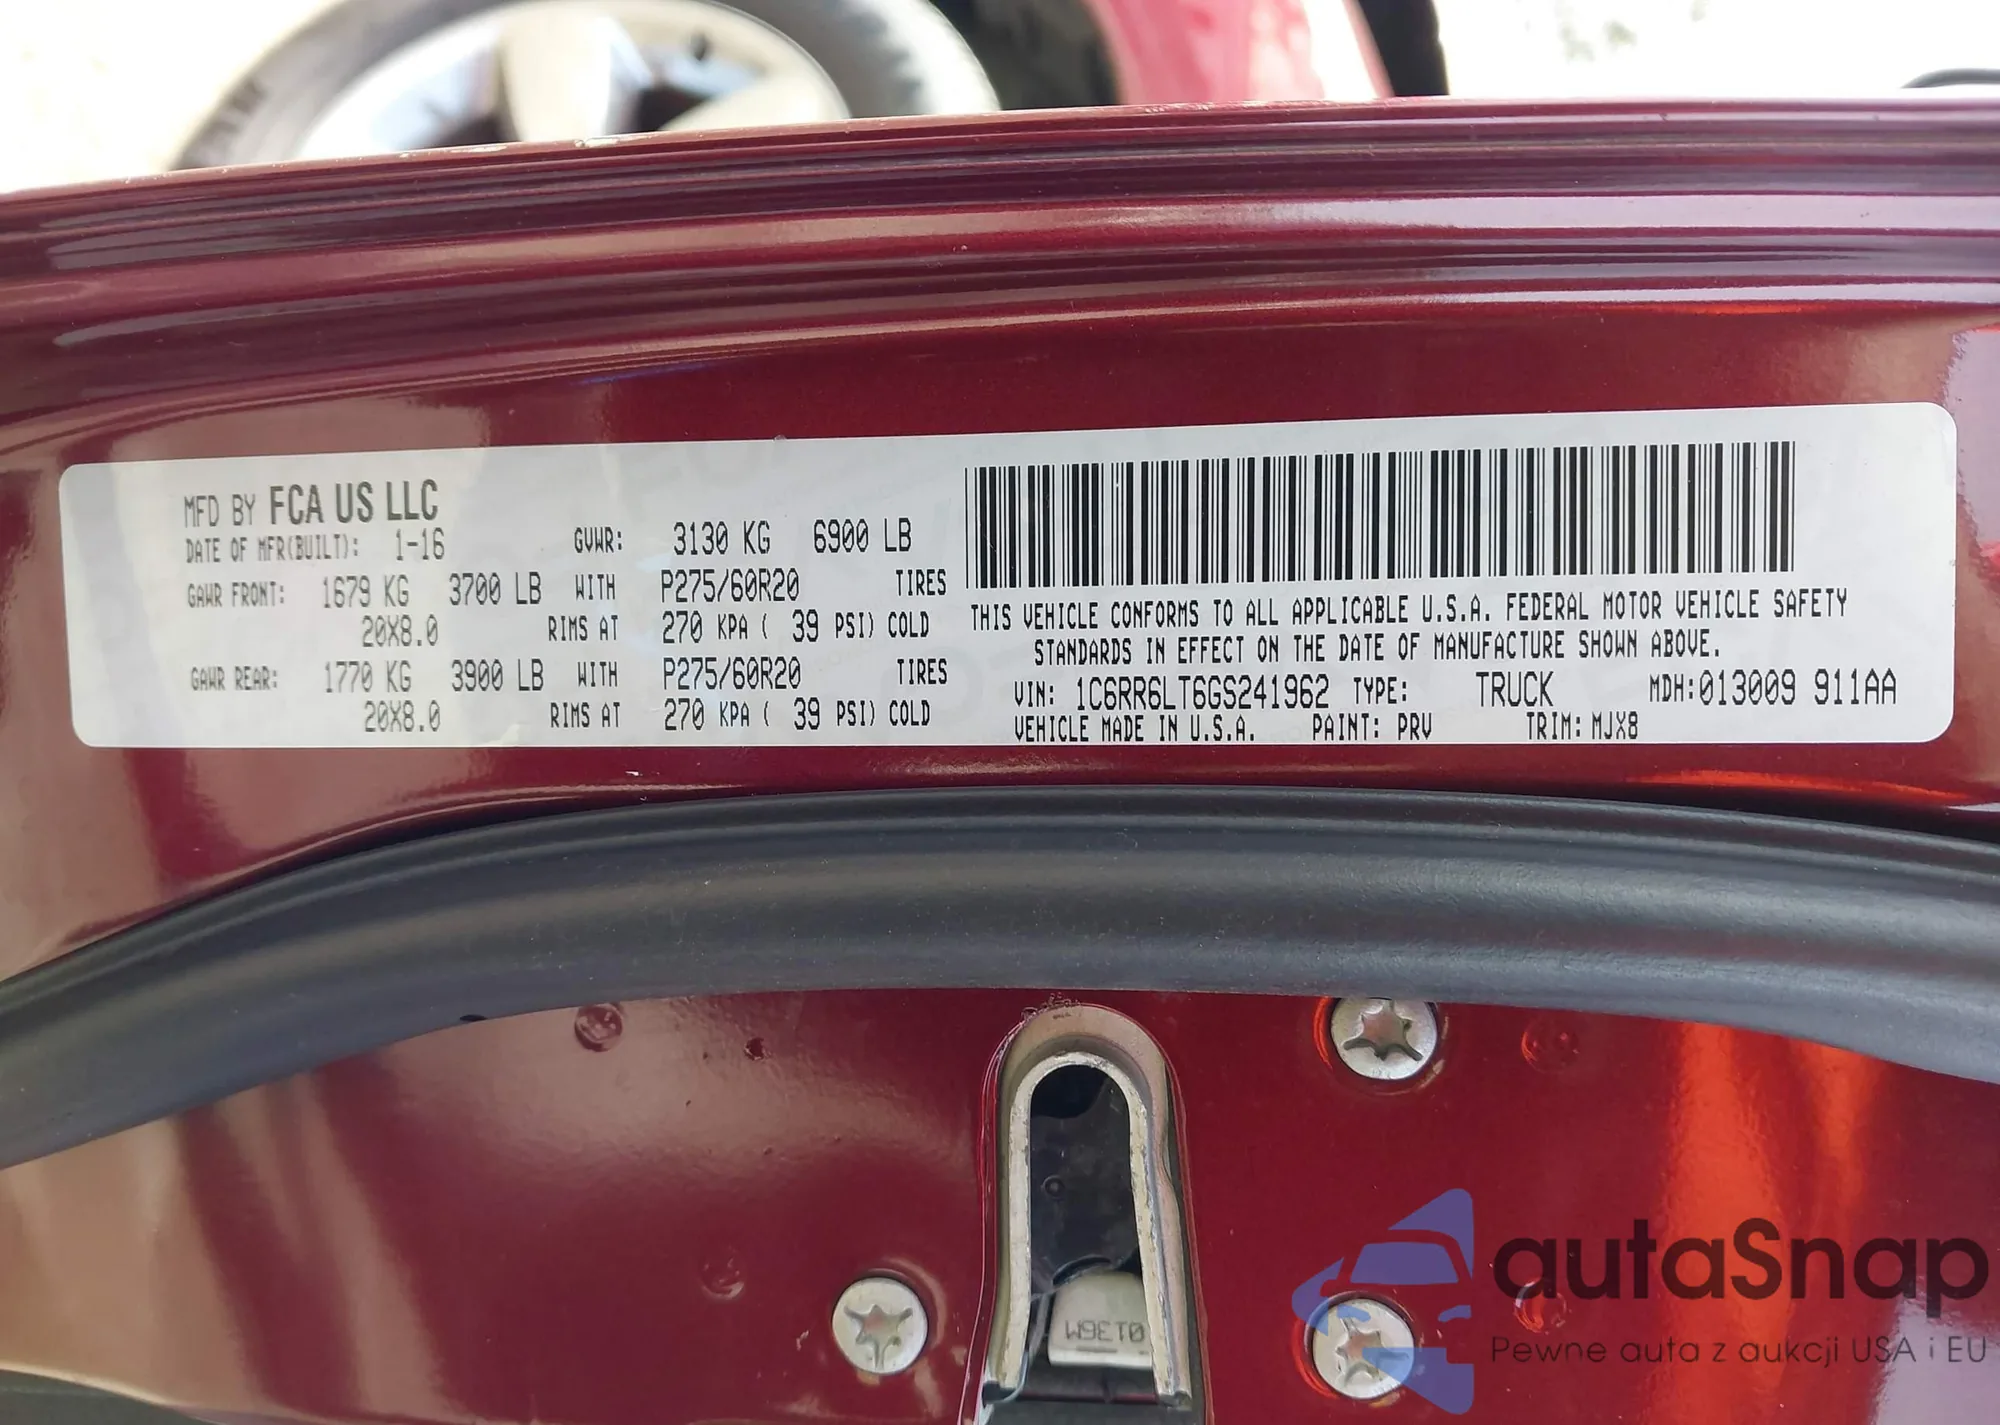 MFD BY FCA US LLC
DATE OF MFR(BUILT): 1-16 GVWR: 3130 KG 6900 LB
GAWR FRONT: 1679 KG 3700 LB WITH P275/60R20 TIRES
20X8.0 RIMS AT 270 KPA ( 39 PSI) COLD
GAWR REAR: 1770 KG 3900 LB WITH P275/60R20 TIRES
20X8.0 RIMS AT 270 KPA ( 39 PSI) COLD
THIS VEHICLE CONFORMS TO ALL APPLICABLE U.S.A. FEDERAL MOTOR VEHICLE SAFETY
STANDARDS IN EFFECT ON THE DATE OF MANUFACTURE SHOWN ABOVE.
VIN: 1C6RR6LT6GS241962 TYPE: TRUCK MDH:013009 911AA
VEHICLE MADE IN U.S.A. PAINT: PRV TRIM: MJX8
autaSnap
Pewne auta z aukcji USA i EU